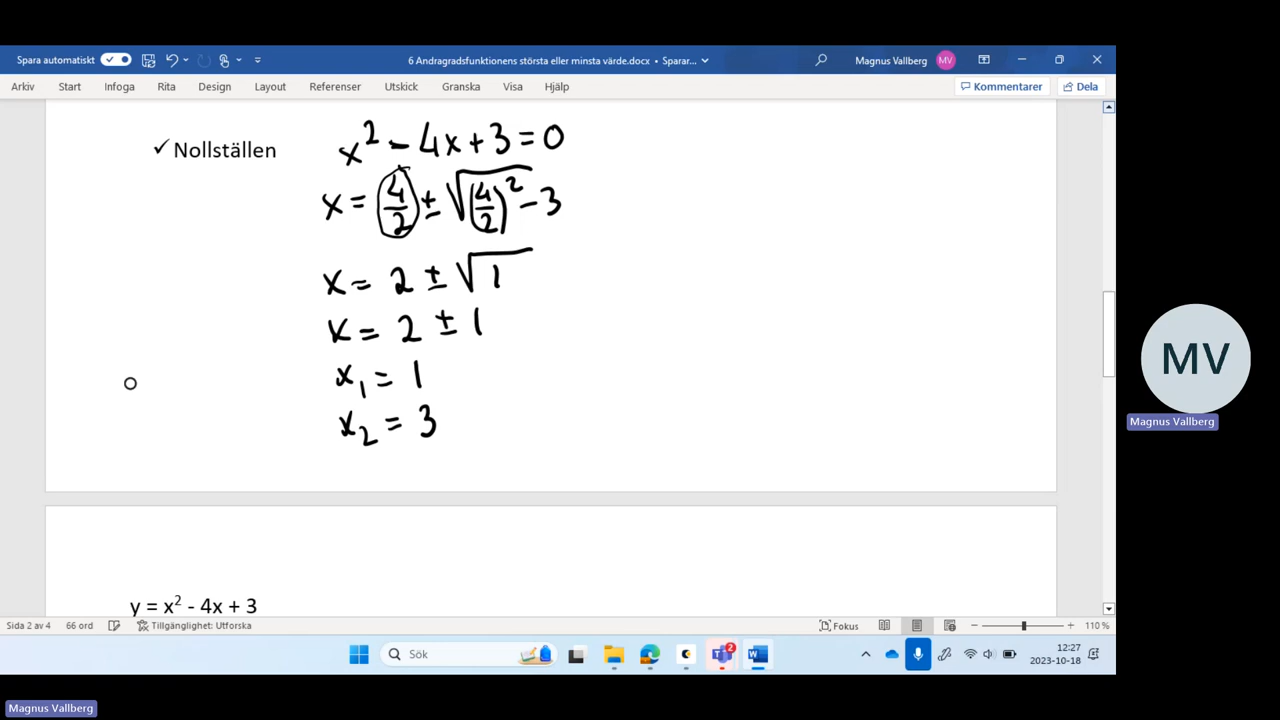 Spara automatiskt
6 Andragradsfunktionens största eller minsta värde.docx • Sparar...
Magnus Vallberg MV
Arkiv Start Infoga Rita Design Layout Referenser Utskick Granska Visa Hjälp Kommentarer Dela
✓ Nollställen
x² - 4x + 3 = 0
x = 4/2 ± √(4/2)² - 3
x = 2 ± √1
x = 2 ± 1
x₁ = 1
x₂ = 3
MV
Magnus Vallberg
y = x² - 4x + 3
Sida 2 av 4 66 ord Tillgänglighet: Utforska Fokus 110 %
Sök
2
12:27
2023-10-18
Magnus Vallberg